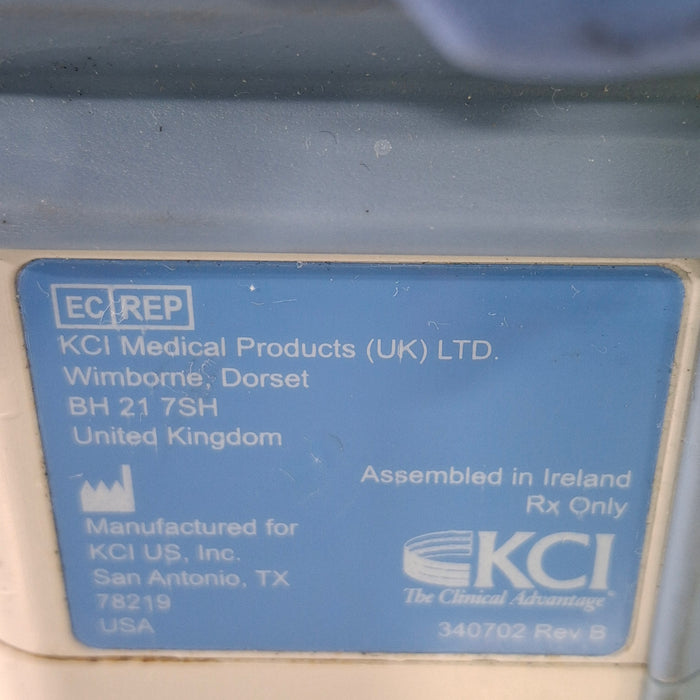 EC REP
KCI Medical Products (UK) LTD.
Wimborne, Dorset
BH 21 7SH
United Kingdom
Assembled in Ireland
Rx Only
Manufactured for
KCI US, Inc.
San Antonio, TX
78219
USA
KCI
The Clinical Advantage®
340702 Rev B